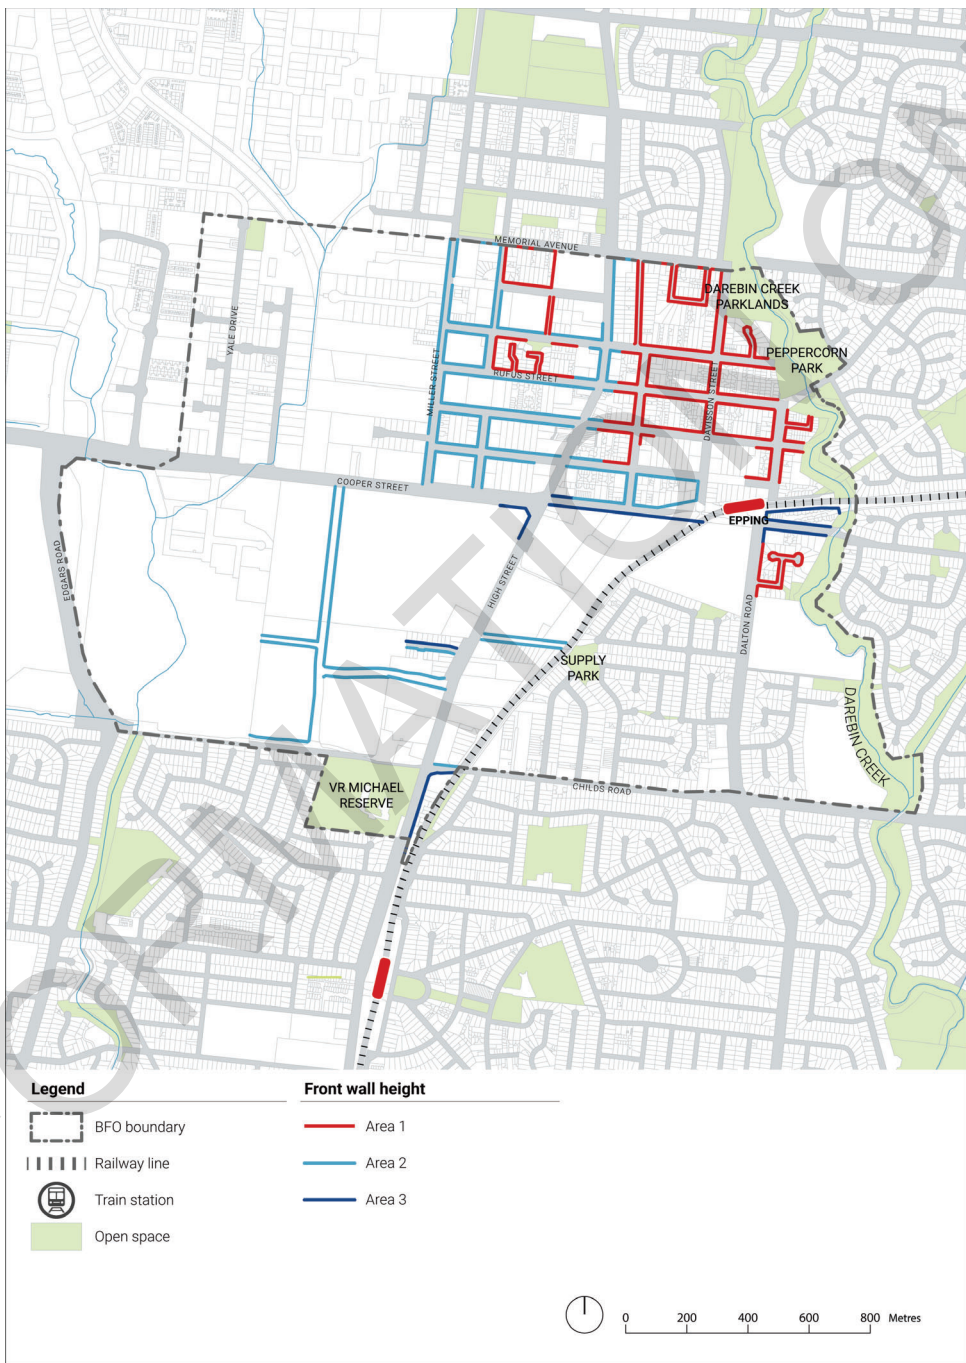 MEMORIAL AVENUE
DAREBIN CREEK
PARKLANDS
YALE DRIVE
PEPPERCORN
PARK
MILLER STREET
RUFUS STREET
DAVISSON STREET
COOPER STREET
EPPING
EDGARS ROAD
HIGH STREET
DALTON ROAD
SUPPLY
PARK
DAREBIN CREEK
VR MICHAEL
RESERVE
CHILDS ROAD
Legend
BFO boundary
Railway line
Train station
Open space
Front wall height
Area 1
Area 2
Area 3
0 200 400 600 800 Metres